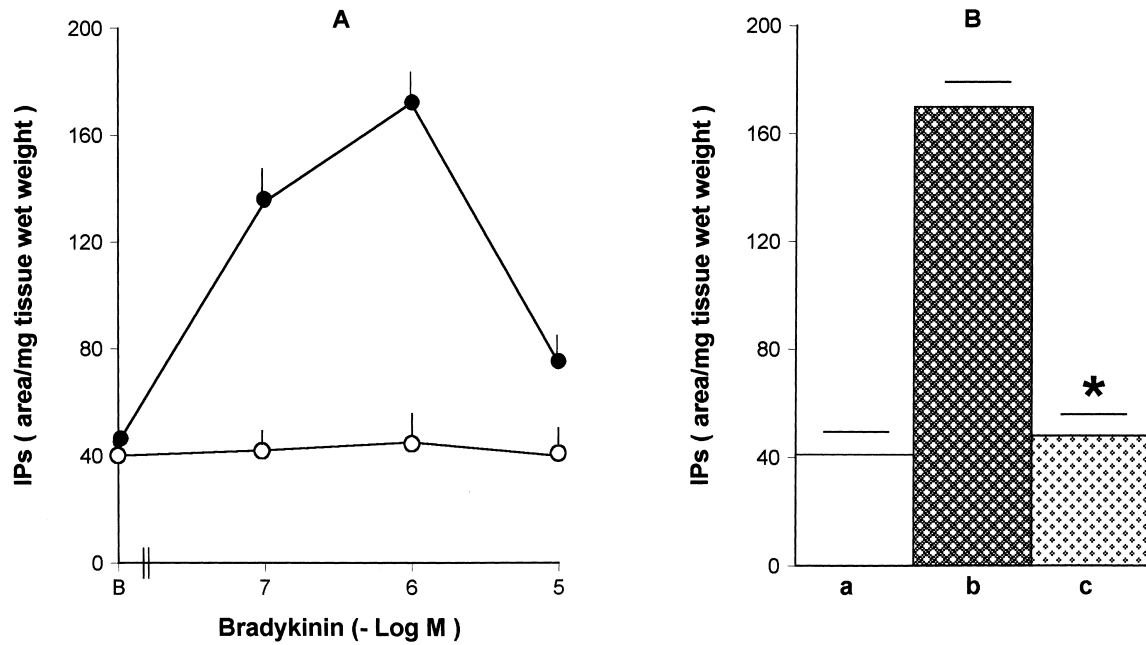 A
IPs ( area/mg tissue wet weight )
200
160
120
80
40
0
B 7 6 5
Bradykinin (- Log M )
B
IPs ( area/mg tissue wet weight )
200
160
120
80
40
0
*
a b c